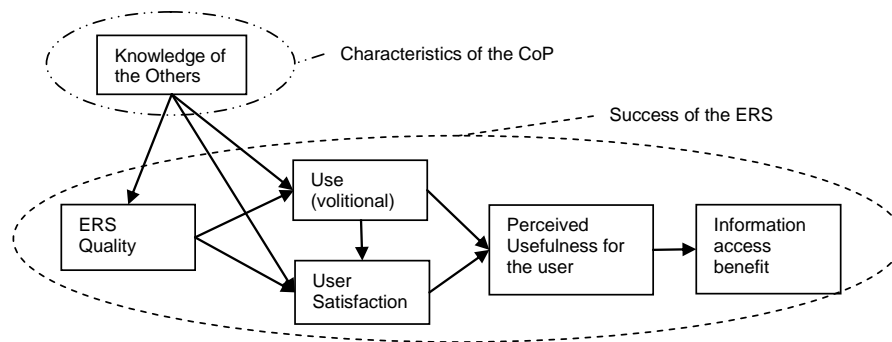 Knowledge of
the Others
Characteristics of the CoP
Success of the ERS
ERS
Quality
Use
(volitional)
User
Satisfaction
Perceived
Usefulness for
the user
Information
access
benefit